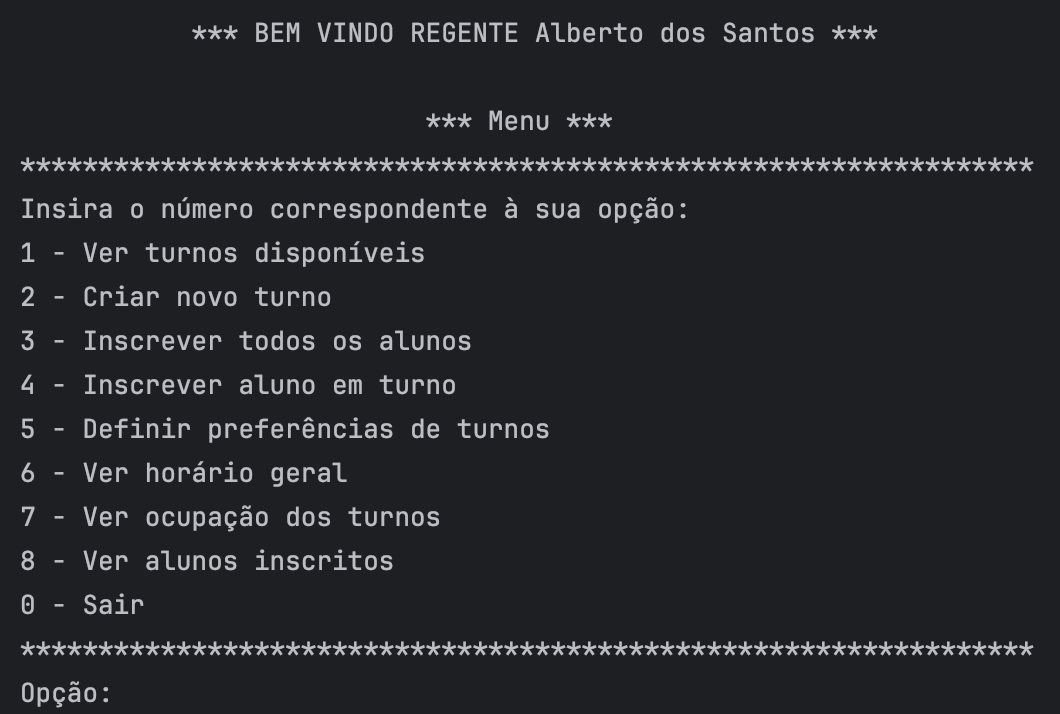 *** BEM VINDO REGENTE Alberto dos Santos ***
*** Menu ***
*****************************************************************
Insira o número correspondente à sua opção:
1 - Ver turnos disponíveis
2 - Criar novo turno
3 - Inscrever todos os alunos
4 - Inscrever aluno em turno
5 - Definir preferências de turnos
6 - Ver horário geral
7 - Ver ocupação dos turnos
8 - Ver alunos inscritos
0 - Sair
*****************************************************************
Opção: